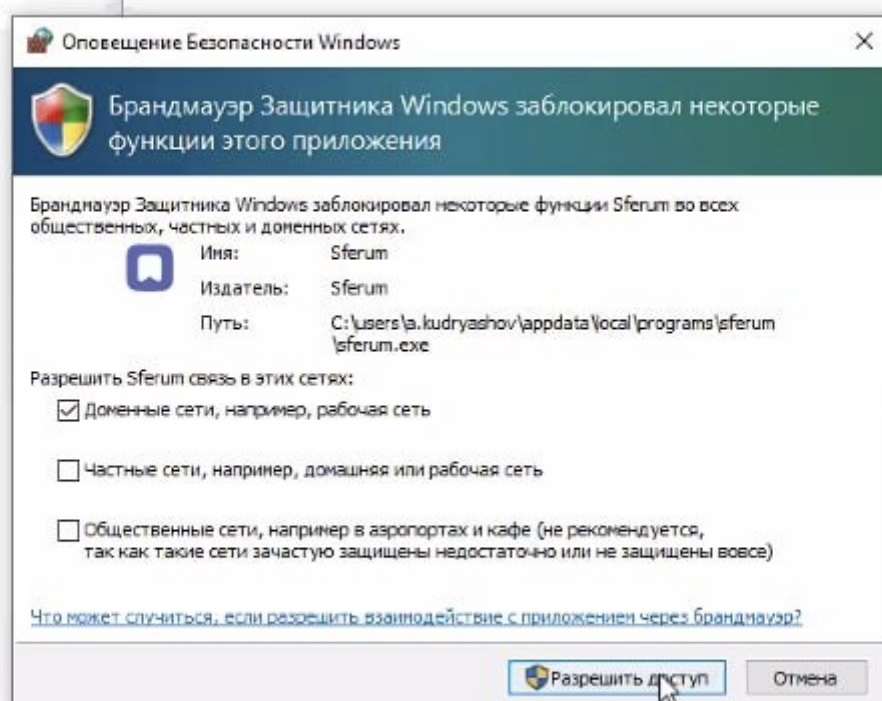 Оповещение Безопасности Windows
Брандмауэр Защитника Windows заблокировал некоторые
функции этого приложения
Брандмауэр Защитника Windows заблокировал некоторые функции Sferum во всех
общественных, частных и доменных сетях.
Имя: Sferum
Издатель: Sferum
Путь: C:\users\a.kudryashov\appdata\local\programs\sferum
\sferum.exe
Разрешить Sferum связь в этих сетях:
Доменные сети, например, рабочая сеть
Частные сети, например, домашняя или рабочая сеть
Общественные сети, например в аэропортах и кафе (не рекомендуется,
так как такие сети зачастую защищены недостаточно или не защищены вовсе)
Что может случиться, если разрешить взаимодействие с приложением через брандмауэр?
Разрешить доступ Отмена